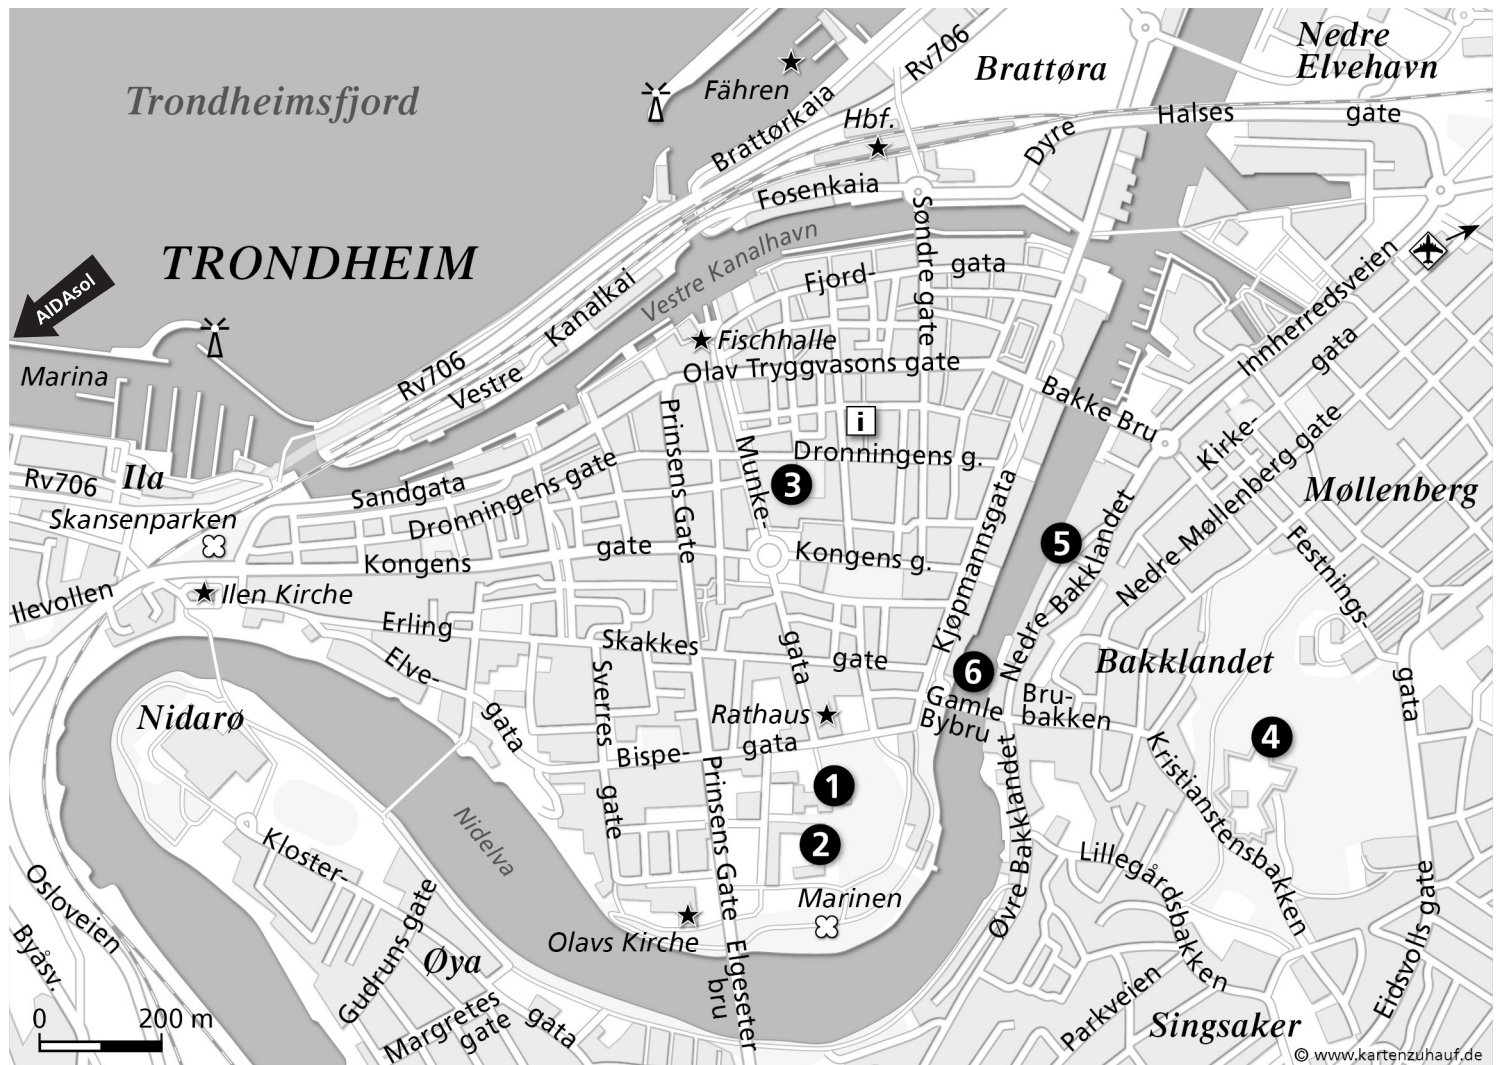 Nedre
Elvehavn
Brattøra
Rv706
Trondheimsfjord
Fähren
Brattørkaia
Hbf.
Halses
gate
Dyre
Fosenkaia
Søndre gate
TRONDHEIM
Vestre Kanalhavn
Fjord-
gata
AIDAsol
Kanalkai
Vestre
Rv706
Marina
Fischhalle
Olav Tryggvasons gate
Innherredsveien
gata
Kirke-
Bakke Bru
i
Dronningens g.
Munke-
gata
Prinsens Gate
3
Ila
Rv706
Skansenparken
Sandgata
Dronningens gate
Kongens
gate
Kongens g.
Kjøpmannsgata
5
Nedre Bakklandet
Nedre Møllenberg gate
Møllenberg
Festnings-
gata
Ilevollen
Ilen Kirche
Erling
Skakkes
gate
Elve-
gata
Sverres
gate
Bakklandet
6
Gamle
Bybru
Bru-
bakken
Nidarø
Rathaus
Bispe-
gata
4
Kristianstensbakken
1
2
Prinsens Gate
Øvre Bakklandet
Nidelva
Kloster-
gata
Lillegårdsbakken
Marinen
Olavs Kirche
Osloveien
Byåsv.
Gudruns gate
Øya
Elgeseter
bru
Margretes
gate
Parkveien
Eidsvolls gate
Singsaker
0
200 m
© www.kartenzuhauf.de